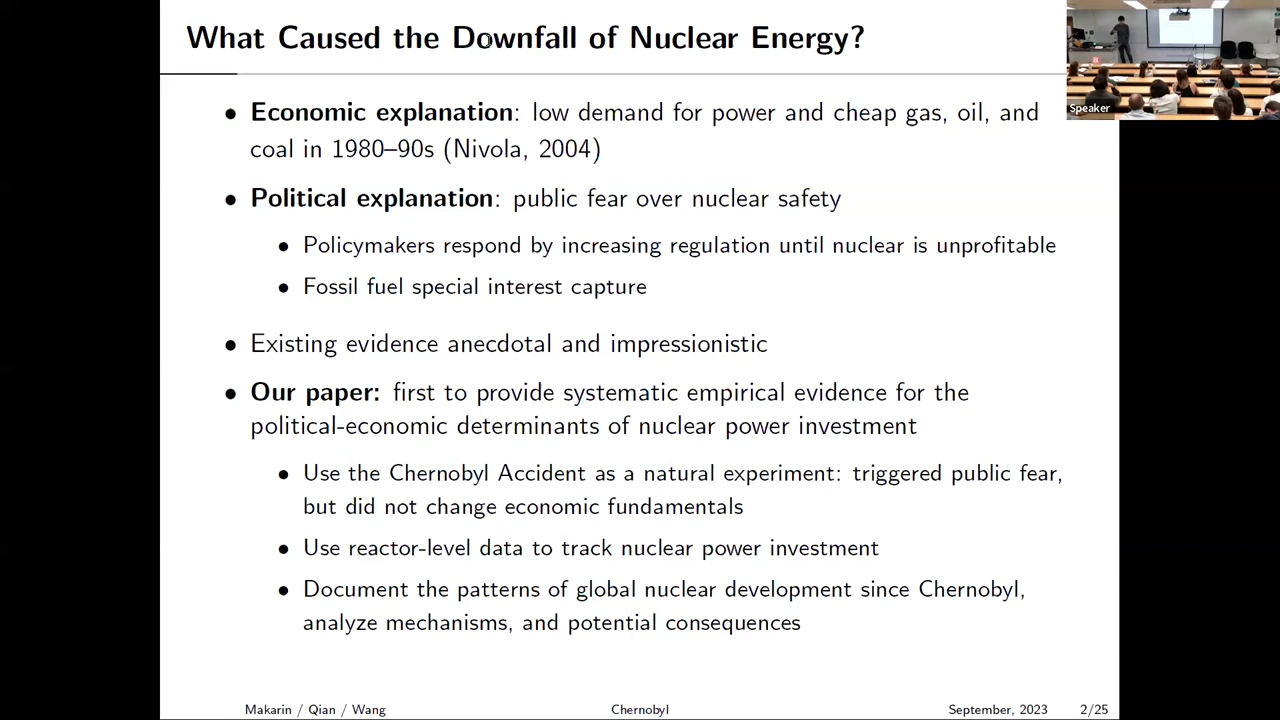 What Caused the Downfall of Nuclear Energy?
Speaker
• Economic explanation: low demand for power and cheap gas, oil, and
coal in 1980–90s (Nivola, 2004)
• Political explanation: public fear over nuclear safety
• Policymakers respond by increasing regulation until nuclear is unprofitable
• Fossil fuel special interest capture
• Existing evidence anecdotal and impressionistic
• Our paper: first to provide systematic empirical evidence for the
political-economic determinants of nuclear power investment
• Use the Chernobyl Accident as a natural experiment: triggered public fear,
but did not change economic fundamentals
• Use reactor-level data to track nuclear power investment
• Document the patterns of global nuclear development since Chernobyl,
analyze mechanisms, and potential consequences
Makarin / Qian / Wang Chernobyl September, 2023 2/25